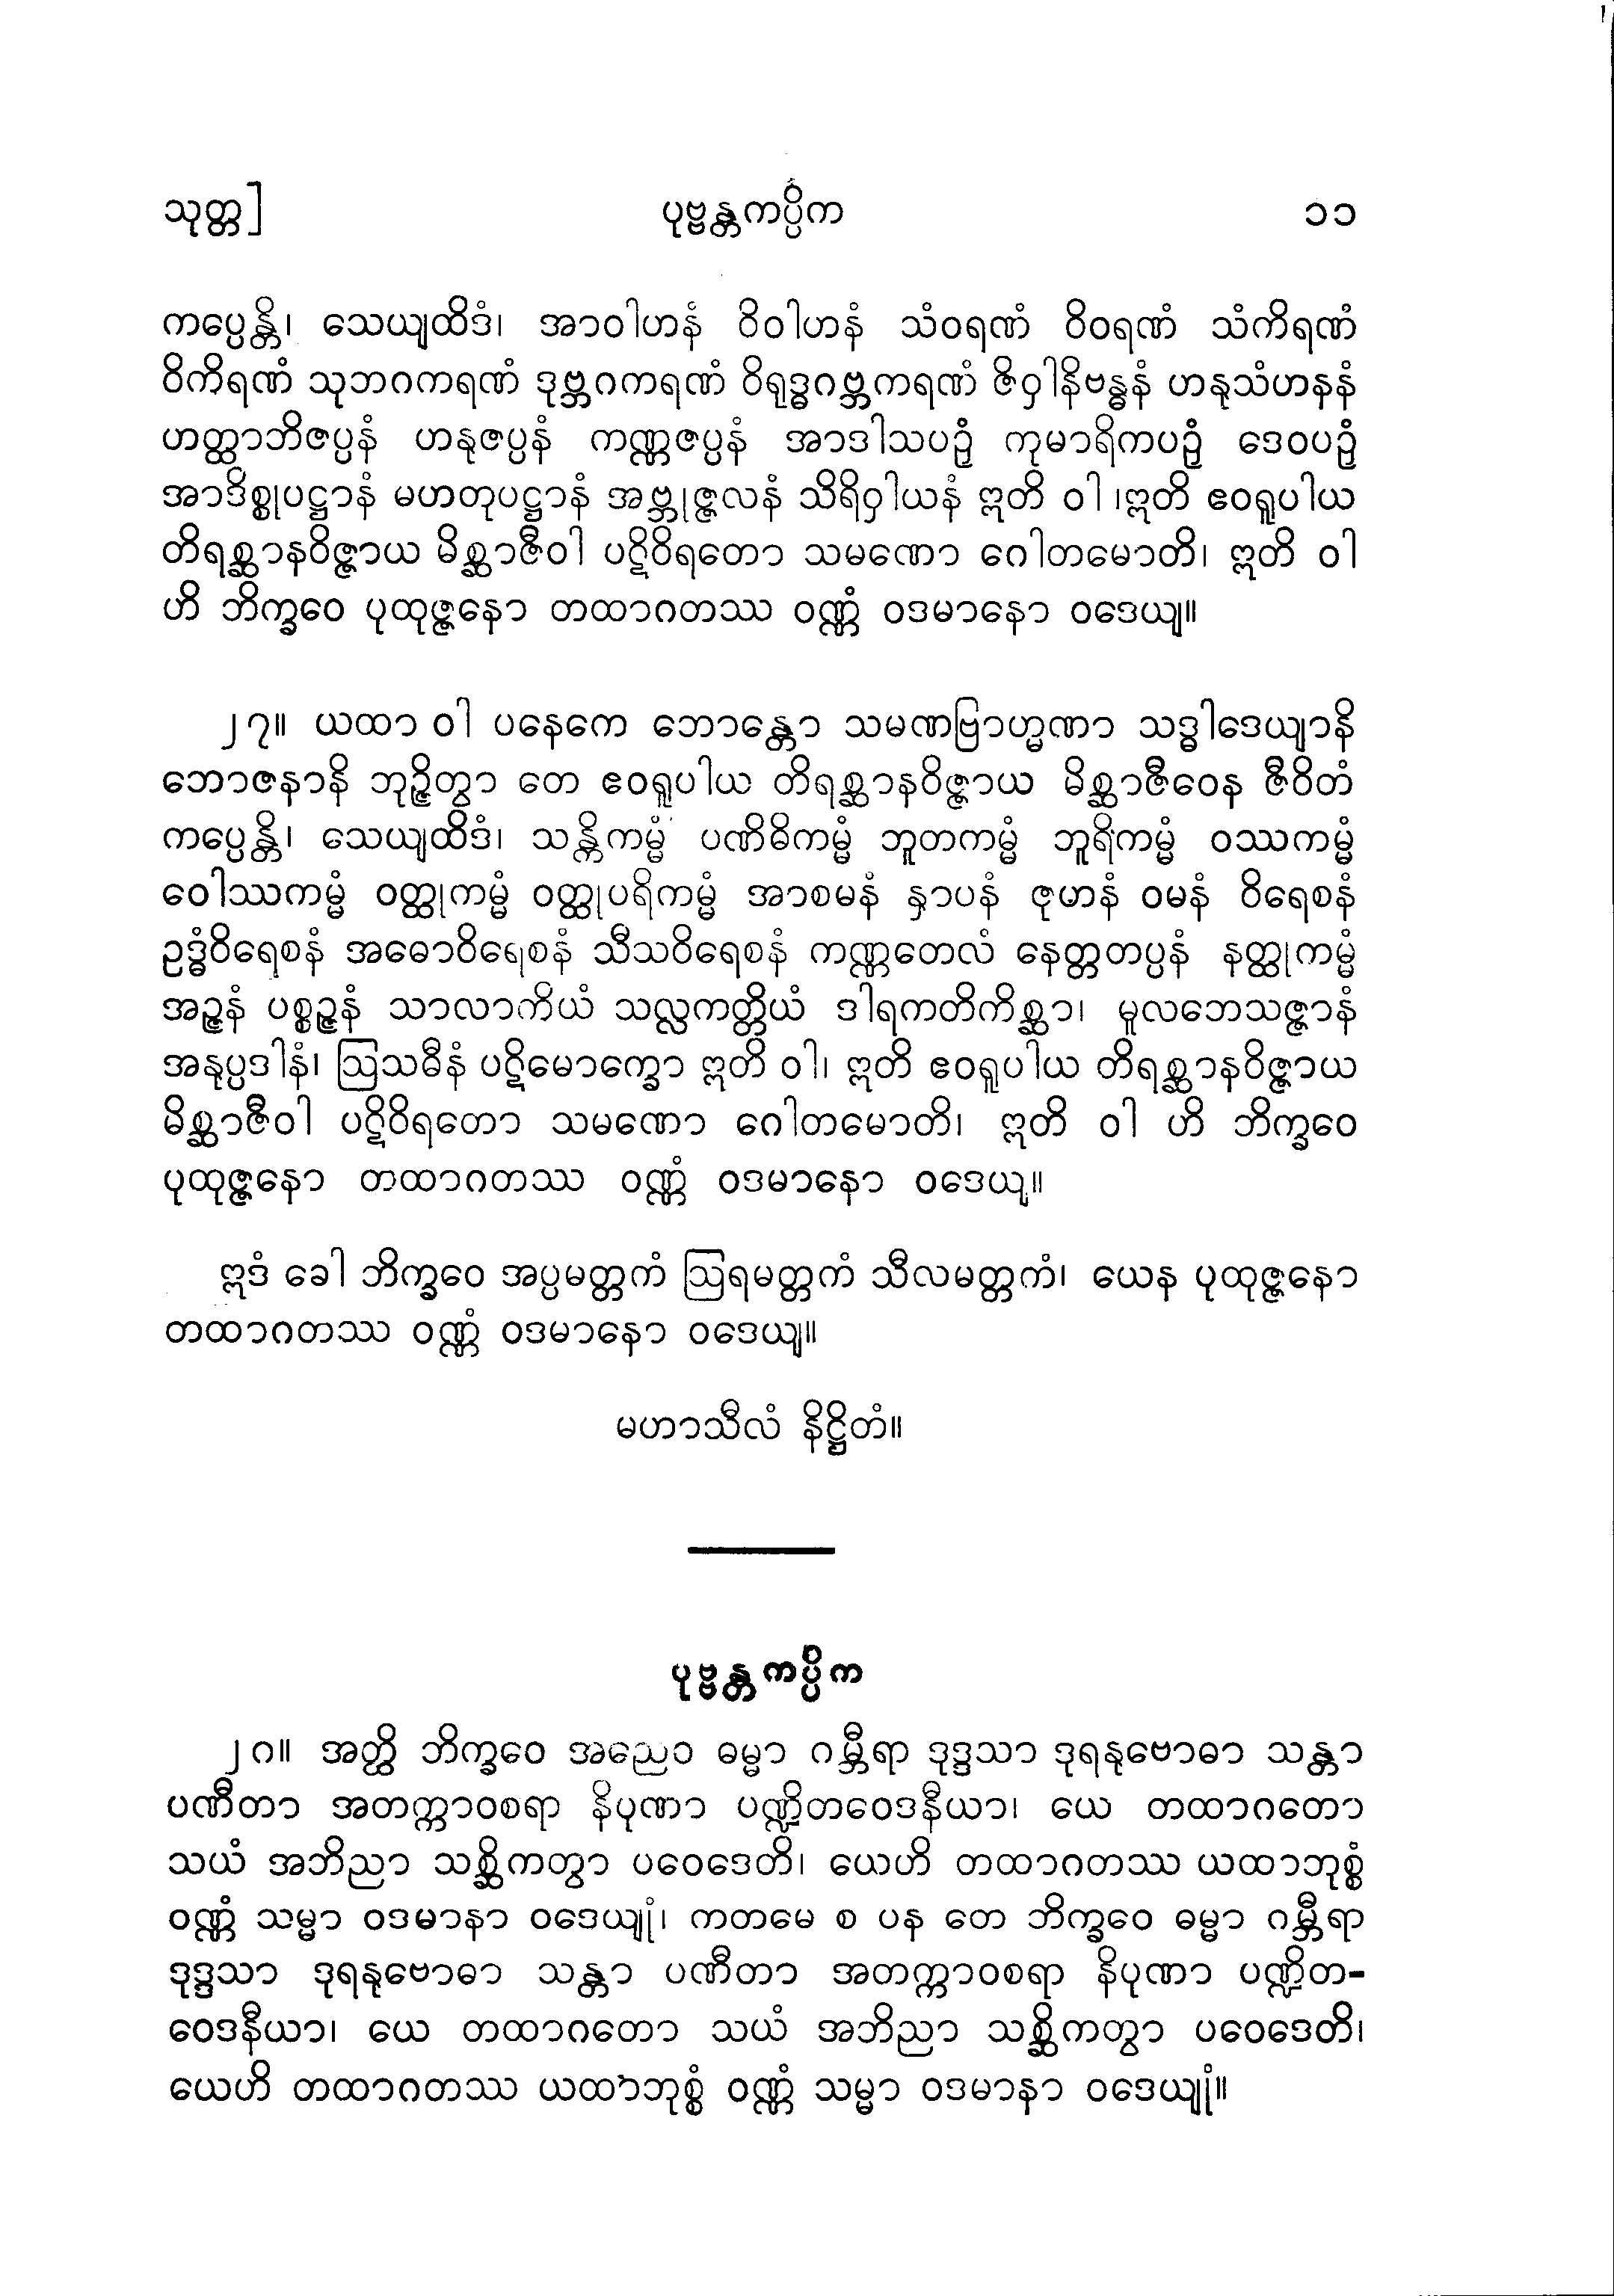 သုတ္တ] ပုဗ္ဗန္တကပ္ပိက ၁၁
ကပ္ပေန္တိ၊ သေယျထိဒံ၊ အာဝါဟနံ ဝိဝါဟနံ သံဝရဏံ ဝိဝရဏံ သံကိရဏံ
ဝိကိရဏံ သုဘဂကရဏံ ဒုဗ္ဘဂကရဏံ ဝိရုဒ္ဓဂဗ္ဘကရဏံ ဇိဝှါနိဗန္ဓနံ ဟနုသံဟနနံ
ဟတ္ထာဘိဇပ္ပနံ ဟနုဇပ္ပနံ ကဏ္ဏဇပ္ပနံ အာဒါသပဉှံ ကုမာရိကပဉှံ ဒေဝပဉှံ
အာဒိစ္စုပဋ္ဌာနံ မဟတုပဋ္ဌာနံ အဗ္ဘုဇ္ဇလနံ သိရိဝှါယနံ ဣတိ ဝါ ၊ဣတိ ဧဝရူပါယ
တိရစ္ဆာနဝိဇ္ဇာယ မိစ္ဆာဇီဝါ ပဋိဝိရတော သမဏော ဂေါတမောတိ၊ ဣတိ ဝါ
ဟိ ဘိက္ခဝေ ပုထုဇ္ဇနော တထာဂတဿ ဝဏ္ဏံ ဝဒမာနော ဝဒေယျ။
၂၇။ ယထာ ဝါ ပနေကေ ဘောန္တော သမဏဗြာဟ္မဏာ သဒ္ဓါဒေယျာနိ
ဘောဇနာနိ ဘုဉ္ဇိတွာ တေ ဧဝရူပါယ တိရစ္ဆာနဝိဇ္ဇာယ မိစ္ဆာဇီဝေန ဇီဝိတံ
ကပ္ပေန္တိ၊ သေယျထိဒံ၊ သန္တိကမ္မံ ပဏိဓိကမ္မံ ဘူတကမ္မံ ဘူရိကမ္မံ ဝဿကမ္မံ
ဝေါဿကမ္မံ ဝတ္ထုကမ္မံ ဝတ္ထုပရိကမ္မံ အာစမနံ နှာပနံ ဇုဟနံ ဝမနံ ဝိရေစနံ
ဥဒ္ဓံဝိရေစနံ အဓောဝိရေစနံ သီသဝိရေစနံ ကဏ္ဏတေလံ နေတ္တတပ္ပနံ နတ္ထုကမ္မံ
အဉ္ဇနံ ပစ္စဉ္ဇနံ သာလာကိယံ သလ္လကတ္တိယံ ဒါရကတိကိစ္ဆာ၊ မူလဘေသဇ္ဇာနံ
အနုပ္ပဒါနံ၊ ဩသဓီနံ ပဋိမောက္ခော ဣတိ ဝါ၊ ဣတိ ဧဝရူပါယ တိရစ္ဆာနဝိဇ္ဇာယ
မိစ္ဆာဇီဝါ ပဋိဝိရတော သမဏော ဂေါတမောတိ၊ ဣတိ ဝါ ဟိ ဘိက္ခဝေ
ပုထုဇ္ဇနော တထာဂတဿ ဝဏ္ဏံ ဝဒမာနော ဝဒေယျ။
ဣဒံ ခေါ ဘိက္ခဝေ အပ္ပမတ္တကံ ဩရမတ္တကံ သီလမတ္တကံ၊ ယေန ပုထုဇ္ဇနော
တထာဂတဿ ဝဏ္ဏံ ဝဒမာနော ဝဒေယျ။
မဟာသီလံ နိဋ္ဌိတံ။
ပုဗ္ဗန္တကပ္ပိက
၂၈။ အတ္ထိ ဘိက္ခဝေ အညေဝ ဓမ္မာ ဂမ္ဘီရာ ဒုဒ္ဒသာ ဒုရနုဗောဓာ သန္တာ
ပဏီတာ အတက္ကာဝစရာ နိပုဏာ ပဏ္ဍိတဝေဒနီယာ၊ ယေ တထာဂတော
သယံ အဘိညာ သစ္ဆိကတွာ ပဝေဒေတိ၊ ယေဟိ တထာဂတဿ ယထာဘုစ္စံ
ဝဏ္ဏံ သမ္မာ ဝဒမာနာ ဝဒေယျုံ၊ ကတမေ စ ပန တေ ဘိက္ခဝေ ဓမ္မာ ဂမ္ဘီရာ
ဒုဒ္ဒသာ ဒုရနုဗောဓာ သန္တာ ပဏီတာ အတက္ကာဝစရာ နိပုဏာ ပဏ္ဍိတ-
ဝေဒနီယာ၊ ယေ တထာဂတော သယံ အဘိညာ သစ္ဆိကတွာ ပဝေဒေတိ၊
ယေဟိ တထာဂတဿ ယထာဘုစ္စံ ဝဏ္ဏံ သမ္မာ ဝဒမာနာ ဝဒေယျုံ။